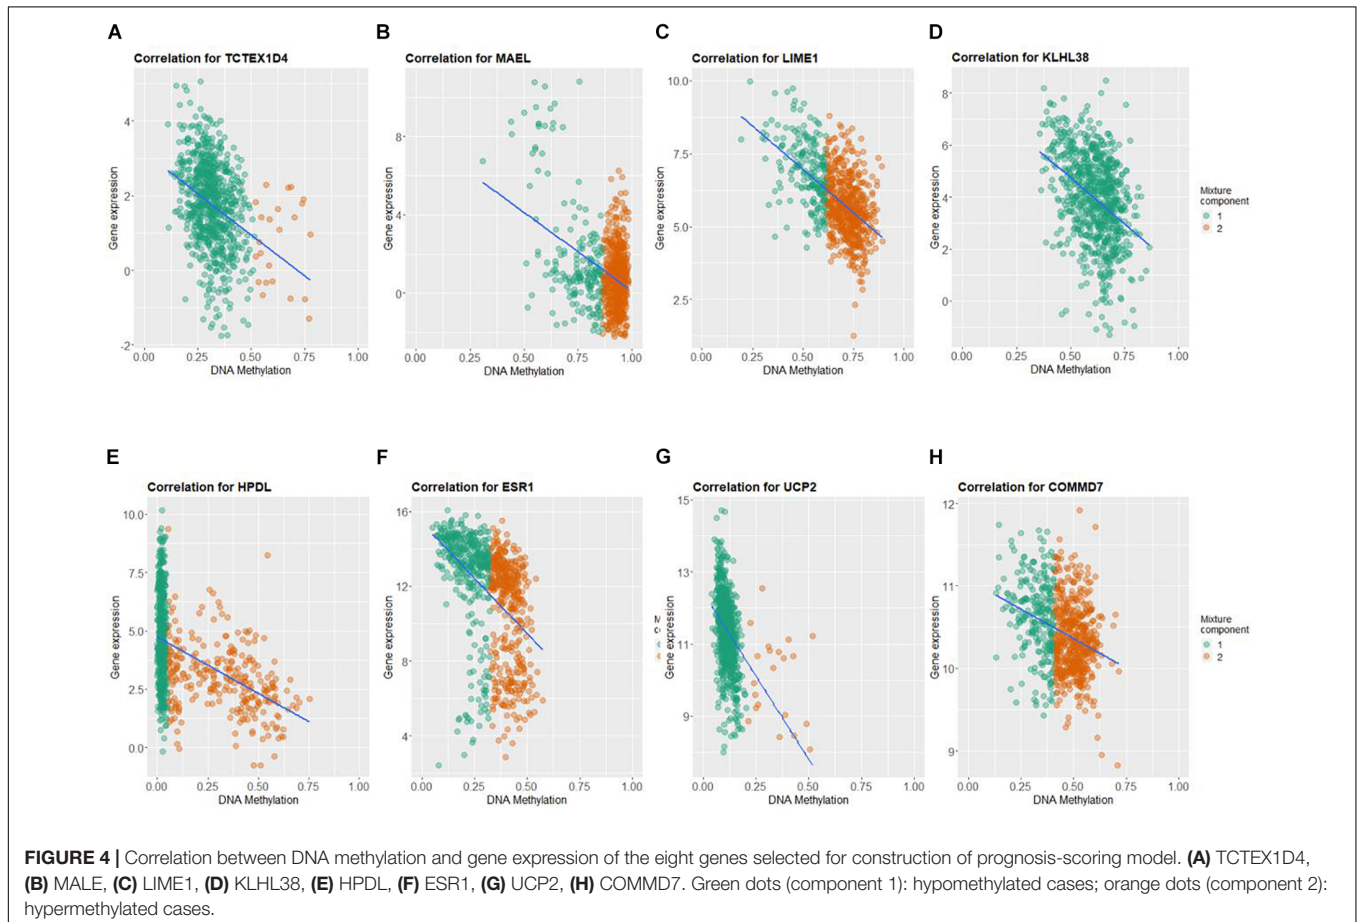 A
Correlation for TCTEX1D4
Gene expression
4
2
0
-2
0.00 0.25 0.50 0.75 1.00
DNA Methylation
B
Correlation for MAEL
Gene expression
8
4
0
0.00 0.25 0.50 0.75 1.00
DNA Methylation
C
Correlation for LIME1
Gene expression
10.0
7.5
5.0
2.5
0.00 0.25 0.50 0.75 1.00
DNA Methylation
D
Correlation for KLHL38
Gene expression
8
6
4
2
0
0.00 0.25 0.50 0.75 1.00
DNA Methylation
Mixture
component
1
2
E
Correlation for HPDL
Gene expression
10.0
7.5
5.0
2.5
0.0
0.00 0.25 0.50 0.75 1.00
DNA Methylation
F
Correlation for ESR1
Gene expression
16
12
8
4
0.00 0.25 0.50 0.75 1.00
DNA Methylation
G
Correlation for UCP2
Gene expression
15
13
11
9
0.00 0.25 0.50 0.75 1.00
DNA Methylation
H
Correlation for COMMD7
Gene expression
12
11
10
9
0.00 0.25 0.50 0.75 1.00
DNA Methylation
Mixture
component
1
2
FIGURE 4 | Correlation between DNA methylation and gene expression of the eight genes selected for construction of prognosis-scoring model. (A) TCTEX1D4,
(B) MALE, (C) LIME1, (D) KLHL38, (E) HPDL, (F) ESR1, (G) UCP2, (H) COMMD7. Green dots (component 1): hypomethylated cases; orange dots (component 2):
hypermethylated cases.